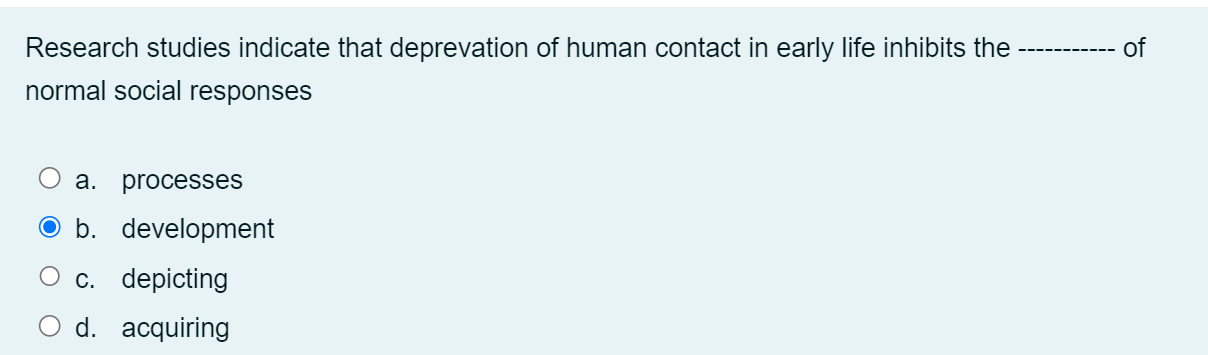 Research studies indicate that deprevation of human contact in early life inhibits the ----------- of
normal social responses
a. processes
b. development
c. depicting
d. acquiring